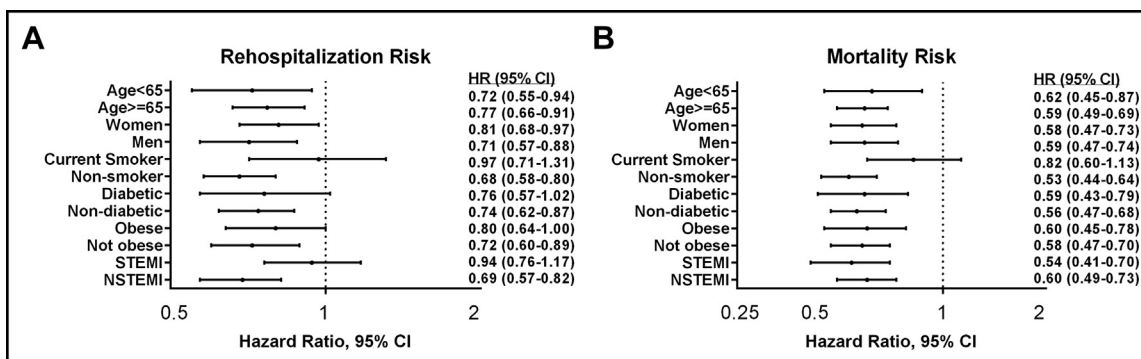 A
Rehospitalization Risk
HR (95% CI)
Age<65 0.72 (0.55-0.94)
Age>=65 0.77 (0.66-0.91)
Women 0.81 (0.68-0.97)
Men 0.71 (0.57-0.88)
Current Smoker 0.97 (0.71-1.31)
Non-smoker 0.68 (0.58-0.80)
Diabetic 0.76 (0.57-1.02)
Non-diabetic 0.74 (0.62-0.87)
Obese 0.80 (0.64-1.00)
Not obese 0.72 (0.60-0.89)
STEMI 0.94 (0.76-1.17)
NSTEMI 0.69 (0.57-0.82)
0.5 1 2
Hazard Ratio, 95% CI
B
Mortality Risk
HR (95% CI)
Age<65 0.62 (0.45-0.87)
Age>=65 0.59 (0.49-0.69)
Women 0.58 (0.47-0.73)
Men 0.59 (0.47-0.74)
Current Smoker 0.82 (0.60-1.13)
Non-smoker 0.53 (0.44-0.64)
Diabetic 0.59 (0.43-0.79)
Non-diabetic 0.56 (0.47-0.68)
Obese 0.60 (0.45-0.78)
Not obese 0.58 (0.47-0.70)
STEMI 0.54 (0.41-0.70)
NSTEMI 0.60 (0.49-0.73)
0.25 0.5 1 2
Hazard Ratio, 95% CI